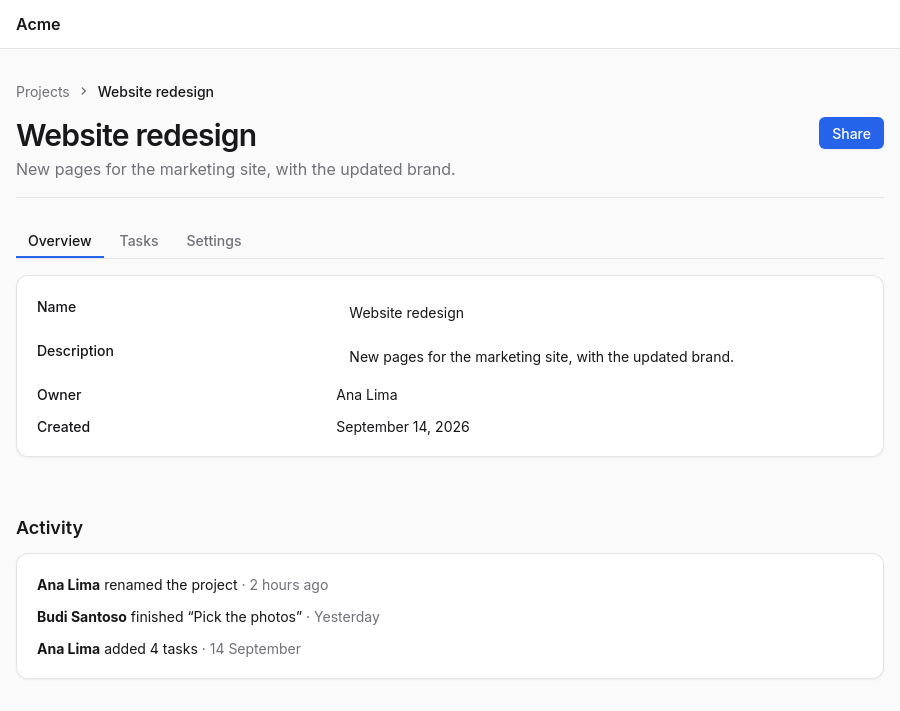 Acme
Projects > Website redesign
Website redesign
Share
New pages for the marketing site, with the updated brand.
Overview Tasks Settings
Name Website redesign
Description New pages for the marketing site, with the updated brand.
Owner Ana Lima
Created September 14, 2026
Activity
Ana Lima renamed the project · 2 hours ago
Budi Santoso finished “Pick the photos” · Yesterday
Ana Lima added 4 tasks · 14 September